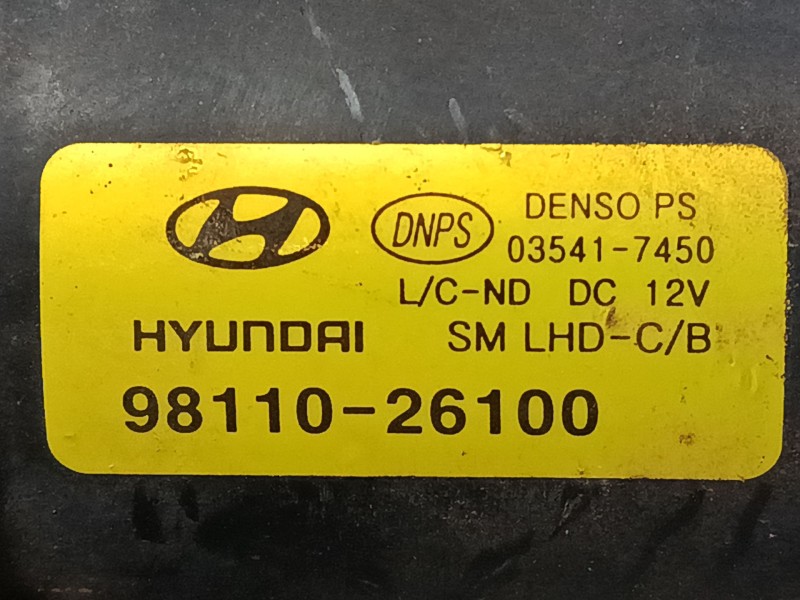 DNPS DENSO PS
03541-7450
L/C-ND DC 12V
HYUNDAI SM LHD-C/B
98110-26100